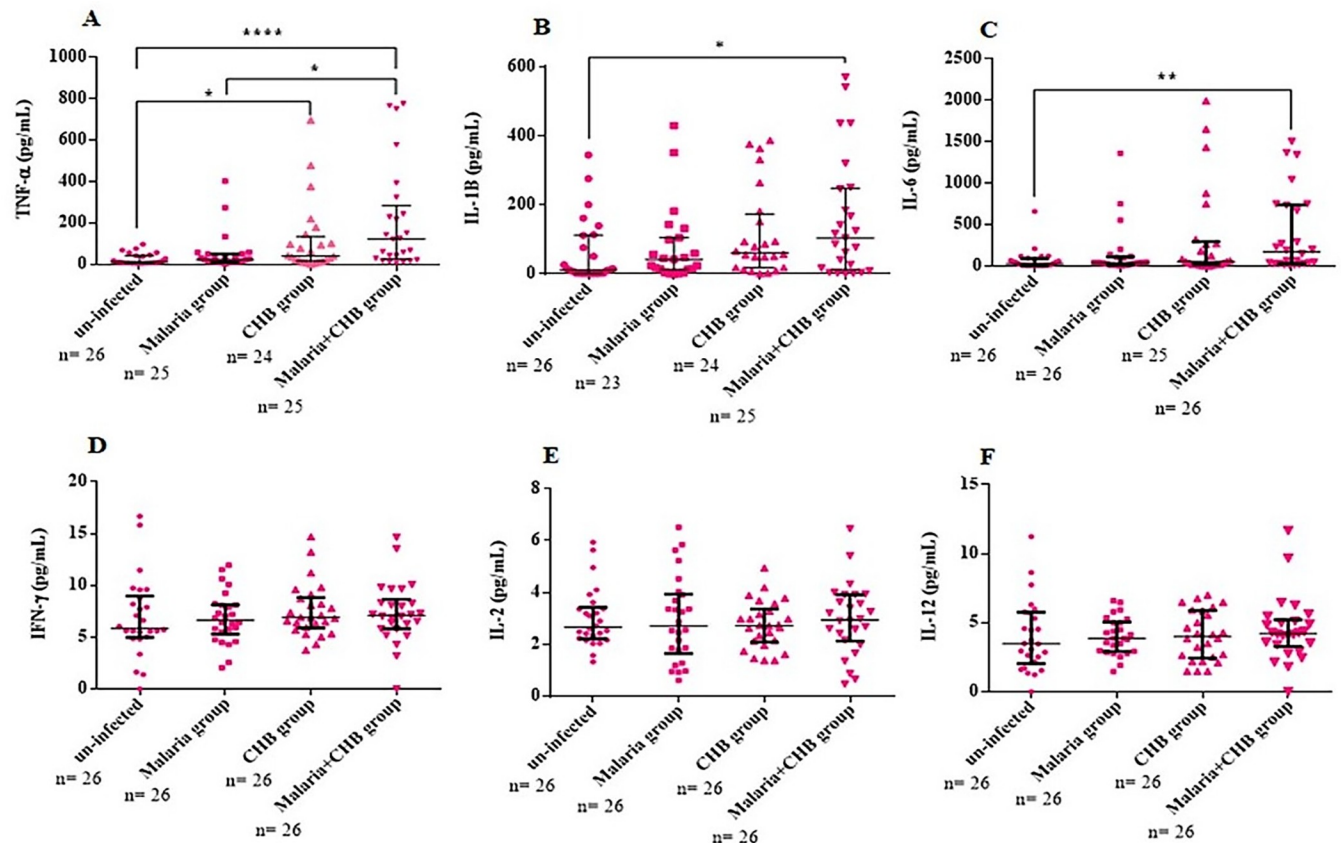 A
TNF-α (pg/mL)
1000
800
600
400
200
0
****
*
*
un-infected
Malaria group
CHB group
Malaria+CHB group
n= 26
n= 25
n= 24
n= 25
B
IL-1B (pg/mL)
600
400
200
0
*
un-infected
Malaria group
CHB group
Malaria+CHB group
n= 26
n= 23
n= 24
n= 25
C
IL-6 (pg/mL)
2500
2000
1500
1000
500
0
**
un-infected
Malaria group
CHB group
Malaria+CHB group
n= 26
n= 26
n= 25
n= 26
D
IFN-γ (pg/mL)
20
15
10
5
0
un-infected
Malaria group
CHB group
Malaria+CHB group
n= 26
n= 26
n= 26
n= 26
E
IL-2 (pg/mL)
8
6
4
2
0
un-infected
Malaria group
CHB group
Malaria+CHB group
n= 26
n= 26
n= 26
n= 26
F
IL-12 (pg/mL)
15
10
5
0
un-infected
Malaria group
CHB group
Malaria+CHB group
n= 26
n= 26
n= 26
n= 26